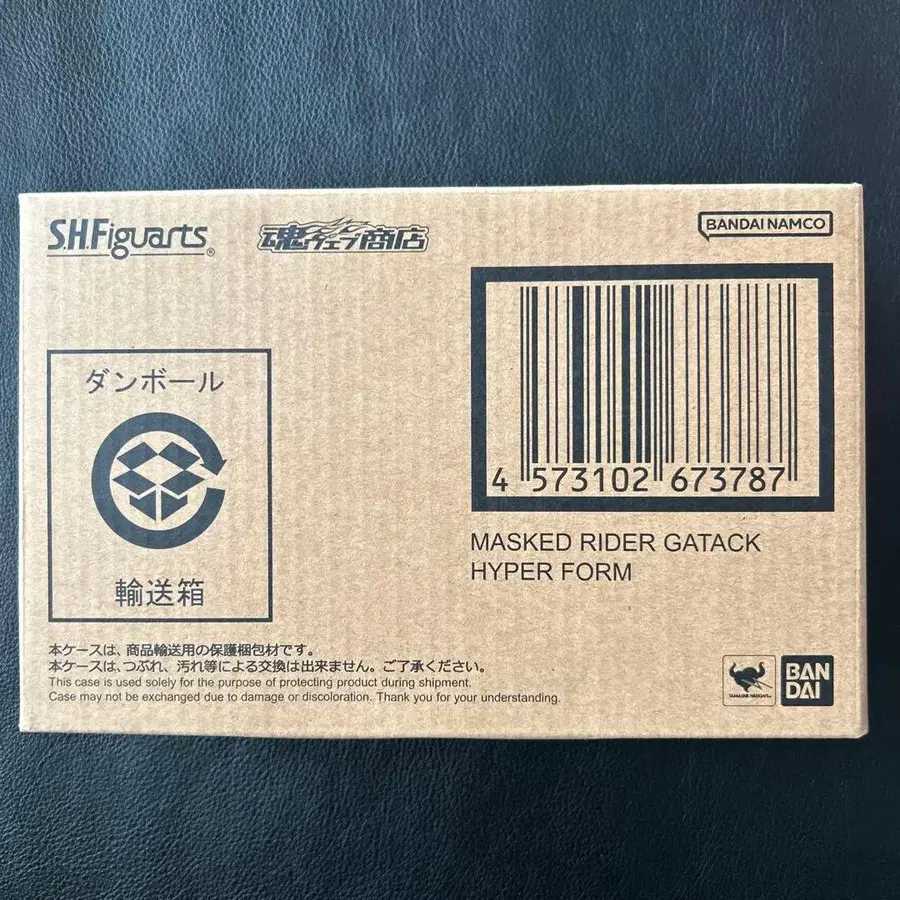 S.H.Figuarts®
魂ウェブ商店
BANDAI NAMCO
ダンボール
輸送箱
4 573102 673787
MASKED RIDER GATACK
HYPER FORM
本ケースは、商品輸送用の保護梱包材です。
本ケースは、つぶれ、汚れ等による交換は出来ません。ご了承ください。
This case is used solely for the purpose of protecting product during shipment.
Case may not be exchanged due to damage or discoloration. Thank you for your understanding.
TAMASHII NATIONS
BAN
DAI